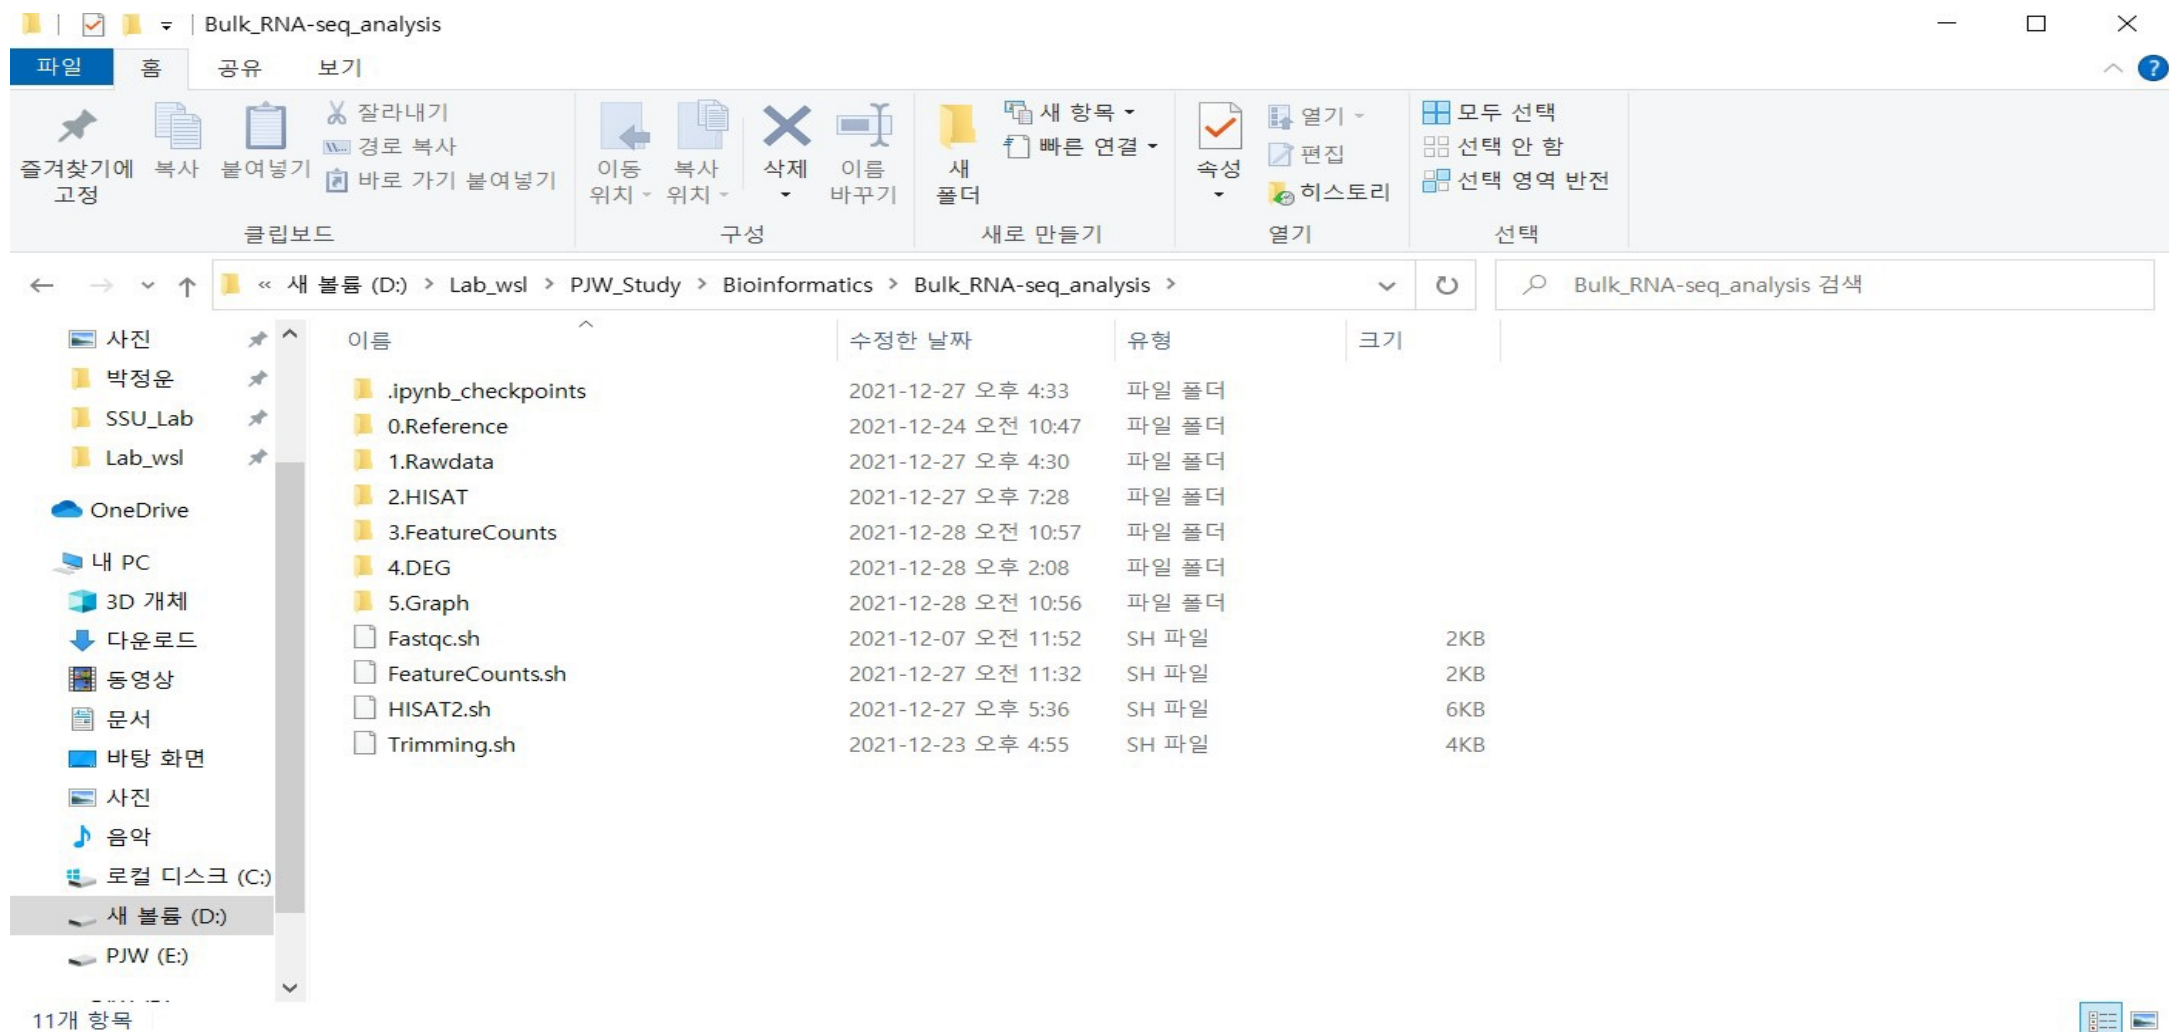 Bulk_RNA-seq_analysis
파일 홈 공유 보기
즐겨찾기에 고정
복사
붙여넣기
잘라내기
경로 복사
바로 가기 붙여넣기
클립보드
이동 위치
복사 위치
삭제
이름 바꾸기
구성
새 폴더
새 항목
빠른 연결
새로 만들기
속성
열기
편집
히스토리
열기
모두 선택
선택 안 함
선택 영역 반전
선택
« 새 볼륨 (D:) > Lab_wsl > PJW_Study > Bioinformatics > Bulk_RNA-seq_analysis >
Bulk_RNA-seq_analysis 검색
사진
박정운
SSU_Lab
Lab_wsl
OneDrive
내 PC
3D 개체
다운로드
동영상
문서
바탕 화면
사진
음악
로컬 디스크 (C:)
새 볼륨 (D:)
PJW (E:)
이름 수정한 날짜 유형 크기
.ipynb_checkpoints 2021-12-27 오후 4:33 파일 폴더
0.Reference 2021-12-24 오전 10:47 파일 폴더
1.Rawdata 2021-12-27 오후 4:30 파일 폴더
2.HISAT 2021-12-27 오후 7:28 파일 폴더
3.FeatureCounts 2021-12-28 오전 10:57 파일 폴더
4.DEG 2021-12-28 오후 2:08 파일 폴더
5.Graph 2021-12-28 오전 10:56 파일 폴더
Fastqc.sh 2021-12-07 오전 11:52 SH 파일 2KB
FeatureCounts.sh 2021-12-27 오전 11:32 SH 파일 2KB
HISAT2.sh 2021-12-27 오후 5:36 SH 파일 6KB
Trimming.sh 2021-12-23 오후 4:55 SH 파일 4KB
11개 항목